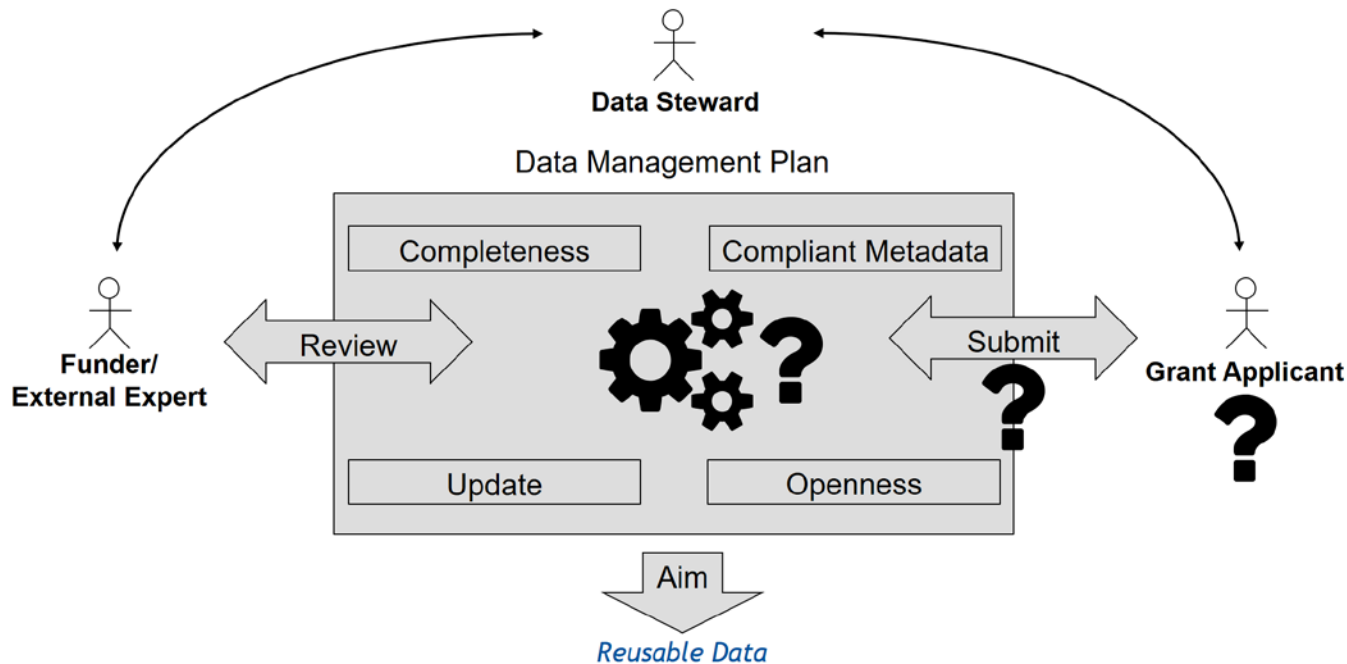 Data Steward
Data Management Plan
Completeness
Compliant Metadata
Review
Submit
Funder/
External Expert
Grant Applicant
?
?
?
Update
Openness
Aim
Reusable Data